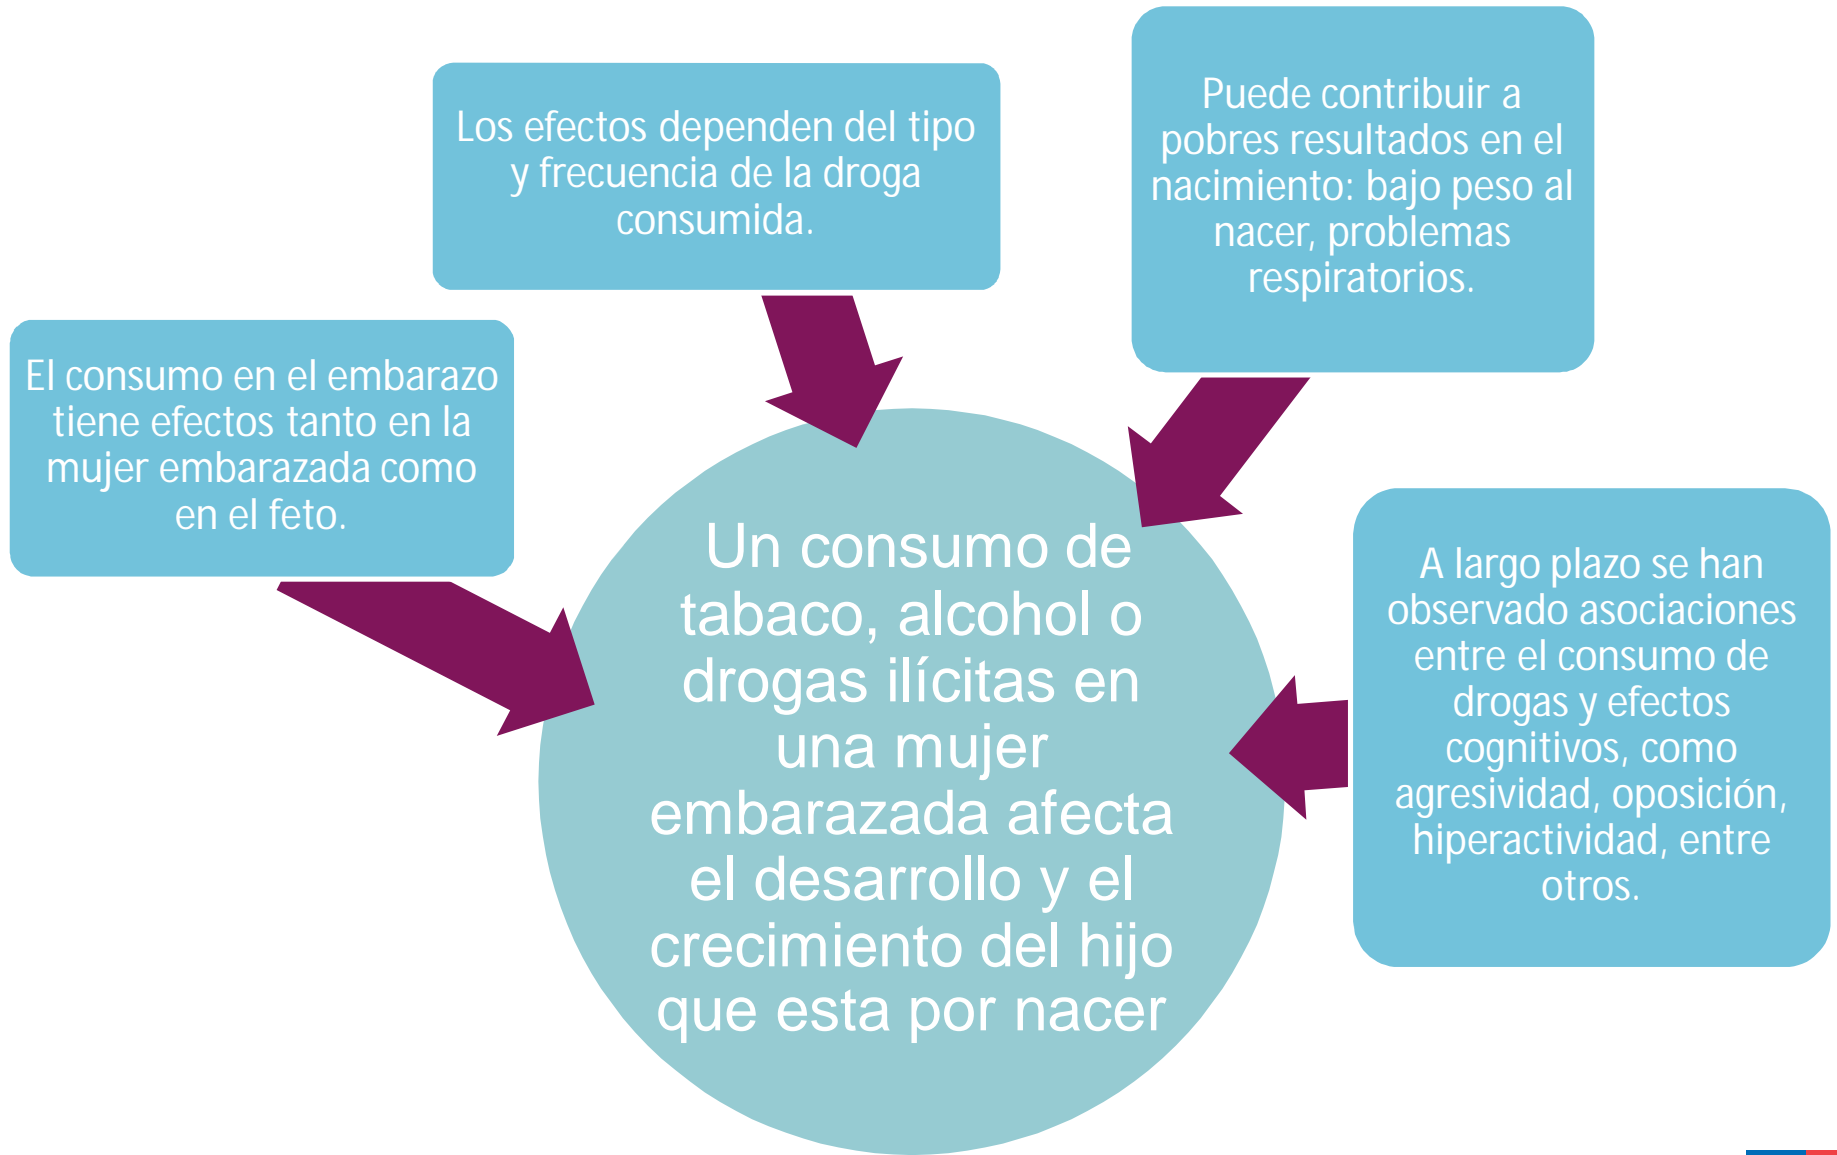 El consumo en el embarazo
tiene efectos tanto en la
mujer embarazada como
en el feto.
Los efectos dependen del tipo
y frecuencia de la droga
consumida.
Puede contribuir a
pobres resultados en el
nacimiento: bajo peso al
nacer, problemas
respiratorios.
A largo plazo se han
observado asociaciones
entre el consumo de
drogas y efectos
cognitivos, como
agresividad, oposición,
hiperactividad, entre
otros.
Un consumo de
tabaco, alcohol o
drogas ilícitas en
una mujer
embarazada afecta
el desarrollo y el
crecimiento del hijo
que esta por nacer